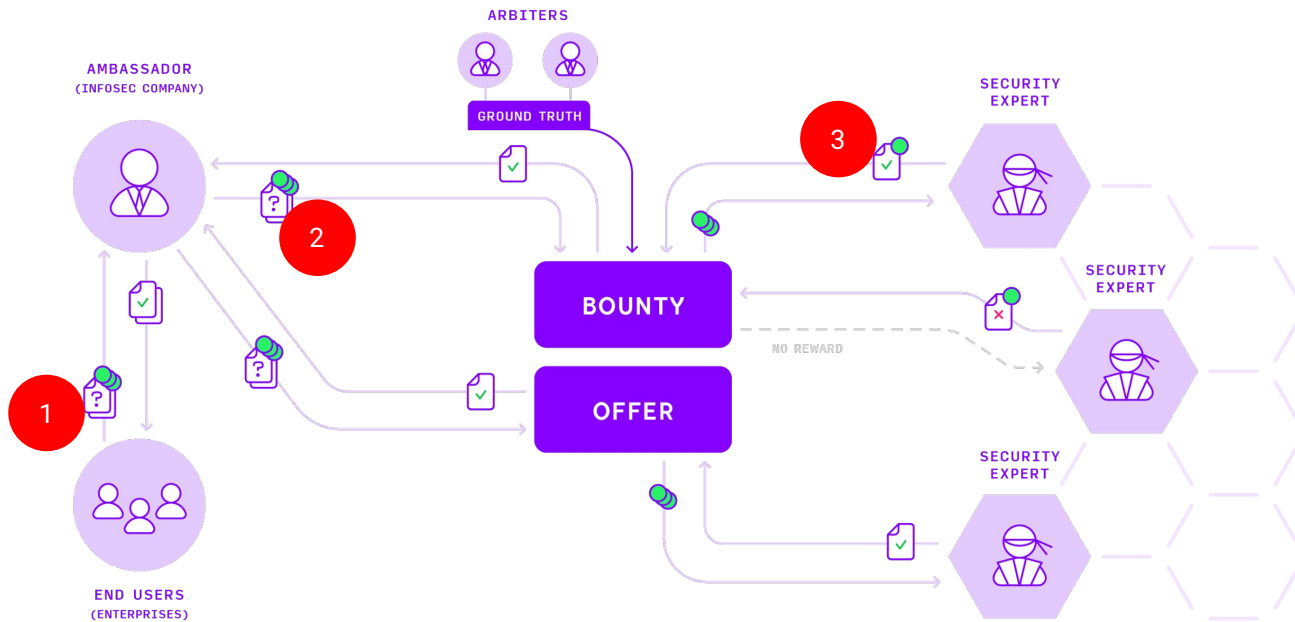 ARBITERS
AMBASSADOR
(INFOSEC COMPANY)
GROUND TRUTH
SECURITY
EXPERT
3
?
2
BOUNTY
SECURITY
EXPERT
NO REWARD
?
?
1
OFFER
SECURITY
EXPERT
END USERS
(ENTERPRISES)